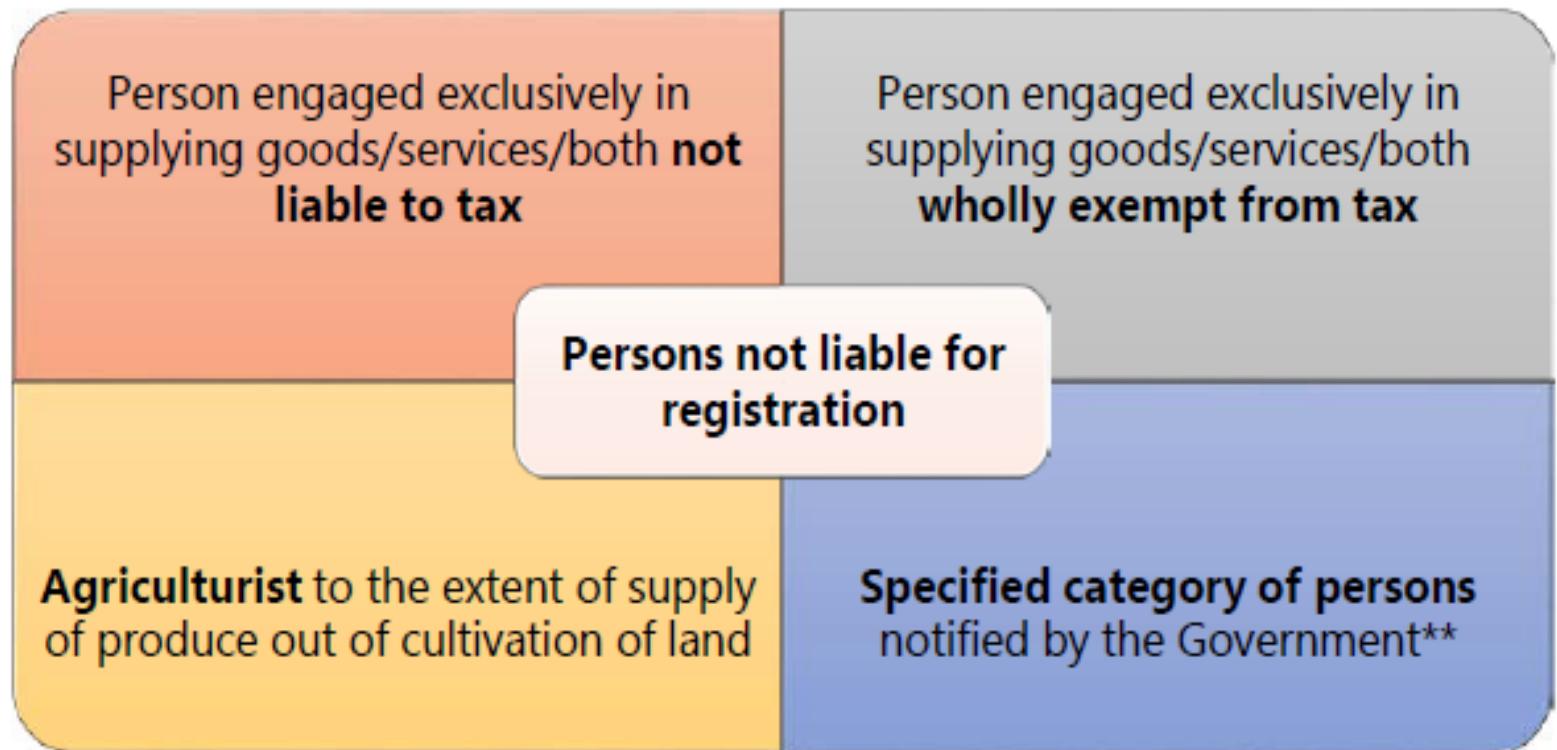 Person engaged exclusively in
supplying goods/services/both not
liable to tax
Person engaged exclusively in
supplying goods/services/both
wholly exempt from tax
Persons not liable for
registration
Agriculturist to the extent of supply
of produce out of cultivation of land
Specified category of persons
notified by the Government**